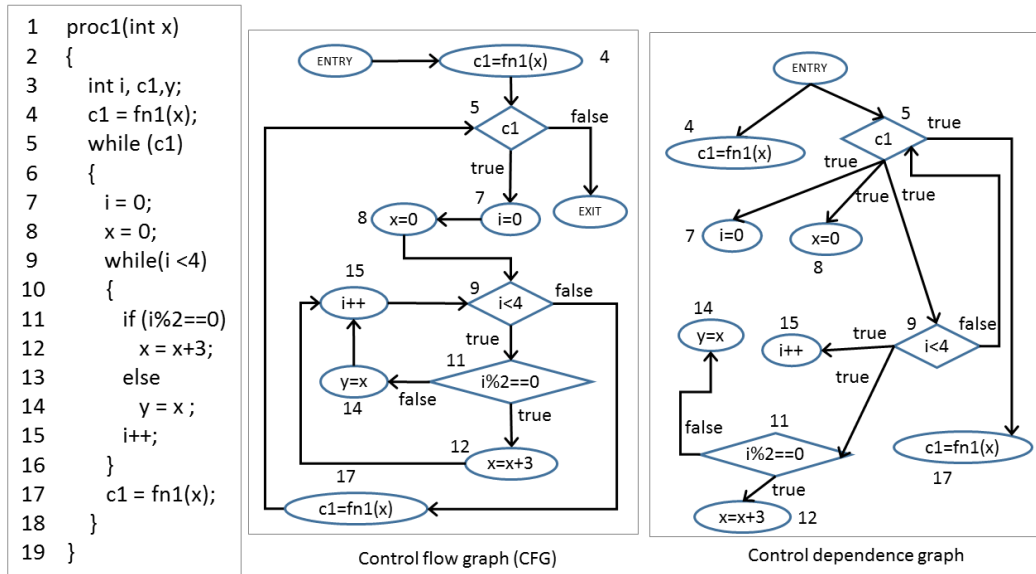 1 proc1(int x)
2 {
3 int i, c1,y;
4 c1 = fn1(x);
5 while (c1)
6 {
7 i = 0;
8 x = 0;
9 while(i <4)
10 {
11 if (i%2==0)
12 x = x+3;
13 else
14 y = x ;
15 i++;
16 }
17 c1 = fn1(x);
18 }
19 }
ENTRY
c1=fn1(x)
4
5
c1
false
true
7
i=0
EXIT
8
x=0
15
i++
9
i<4
false
true
11
i%2==0
y=x
false
14
true
12
x=x+3
17
c1=fn1(x)
Control flow graph (CFG)
ENTRY
4
c1=fn1(x)
5
c1
true
true
true
true
7
i=0
x=0
8
14
y=x
15
i++
true
9
i<4
false
false
11
i%2==0
true
x=x+3
12
c1=fn1(x)
17
Control dependence graph